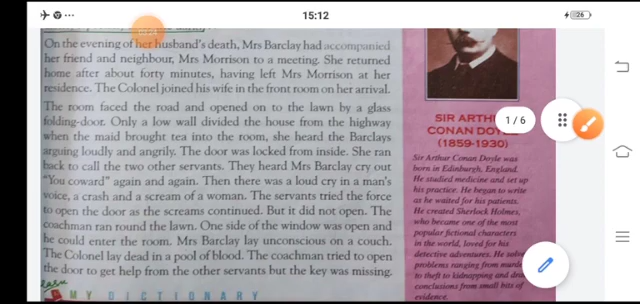 15:12
26
On the evening of her husband's death, Mrs Barclay had accompanied
her friend and neighbour, Mrs Morrison to a meeting. She returned
home after about forty minutes, having left Mrs Morrison at her
residence. The Colonel joined his wife in the front room on her arrival.
The room faced the road and opened on to the lawn by a glass
folding-door. Only a low wall divided the house from the highway
when the maid brought tea into the room, she heard the Barclays
arguing loudly and angrily. The door was locked from inside. She ran
back to call the two other servants. They heard Mrs Barclay cry out
"You coward" again and again. Then there was a loud cry in a man's
voice, a crash and a scream of a woman. The servants tried the force
to open the door as the screams continued. But it did not open. The
coachman ran round the lawn. One side of the window was open and
he could enter the room. Mrs Barclay lay unconscious on a couch.
The Colonel lay dead in a pool of blood. The coachman tried to open
the door to get help from the other servants but the key was missing.
MY DICTIONARY
1 / 6
SIR
CONAN
(1859-1930)
Sir Arthur Conan Doyle was
born in Edinburgh, England.
He studied medicine and set up
his practice. He began to write
as he waited for his patients.
He created Sherlock Holmes,
who became one of the most
popular fictional characters
in the world, loved for his
detective adventures. He
problems ranging from
to theft to kidnapping and
conclusions from small bits of
evidence.